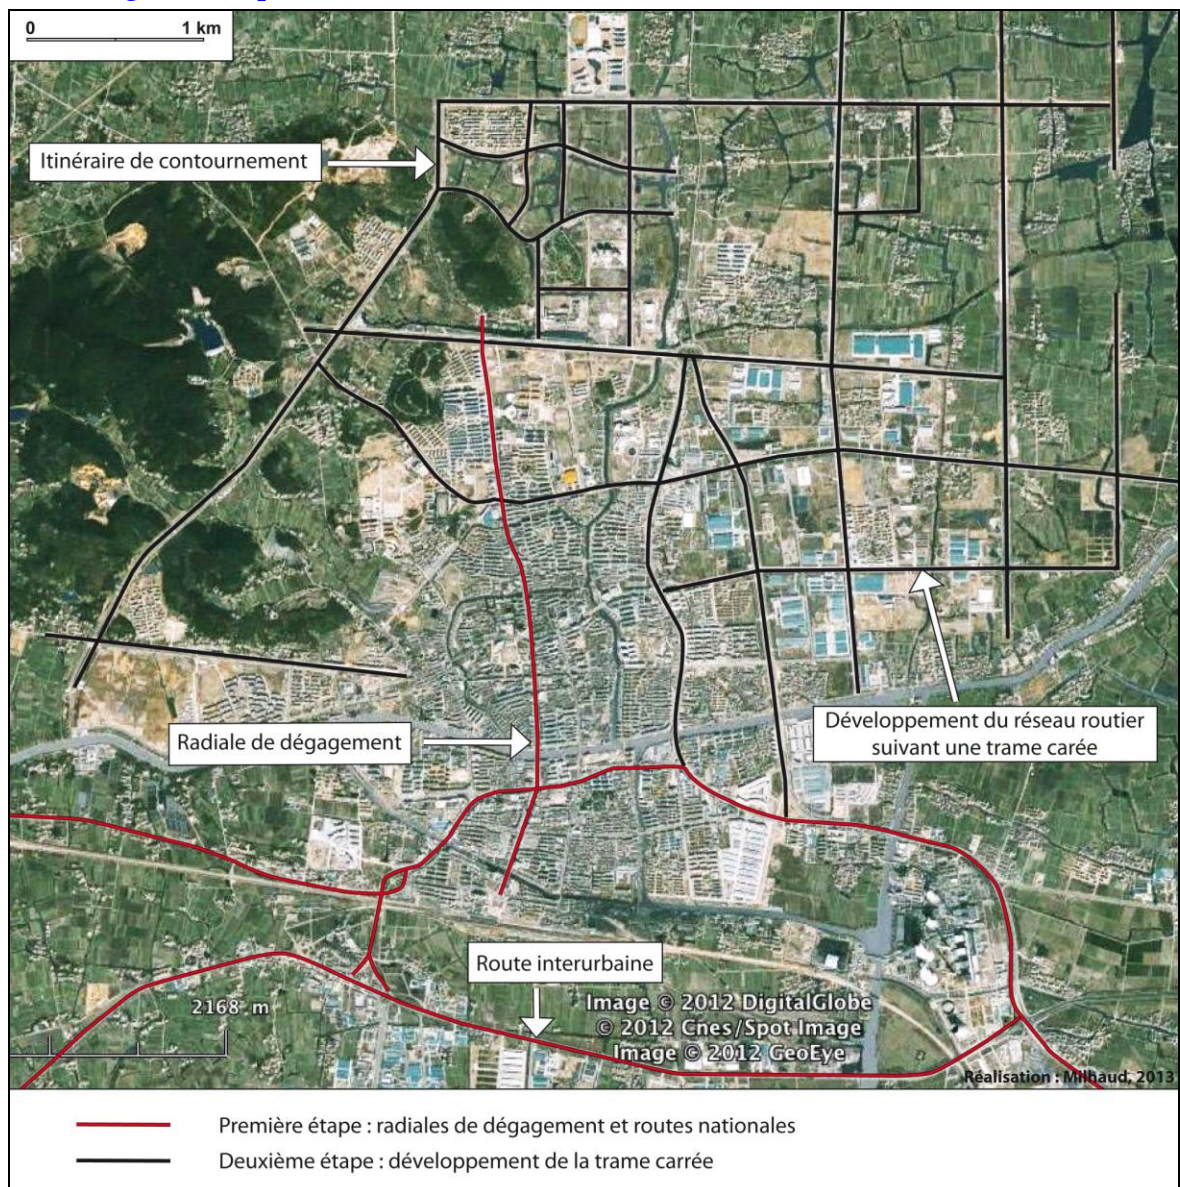 0 1 km
Itinéraire de contournement
Radiale de dégagement
Développement du réseau routier
suivant une trame carée
Route interurbaine
2168 m
Image © 2012 DigitalGlobe
© 2012 Cnes/Spot Image
Image © 2012 GeoEye
Réalisation : Milhaud, 2013
Première étape : radiales de dégagement et routes nationales
Deuxième étape : développement de la trame carrée